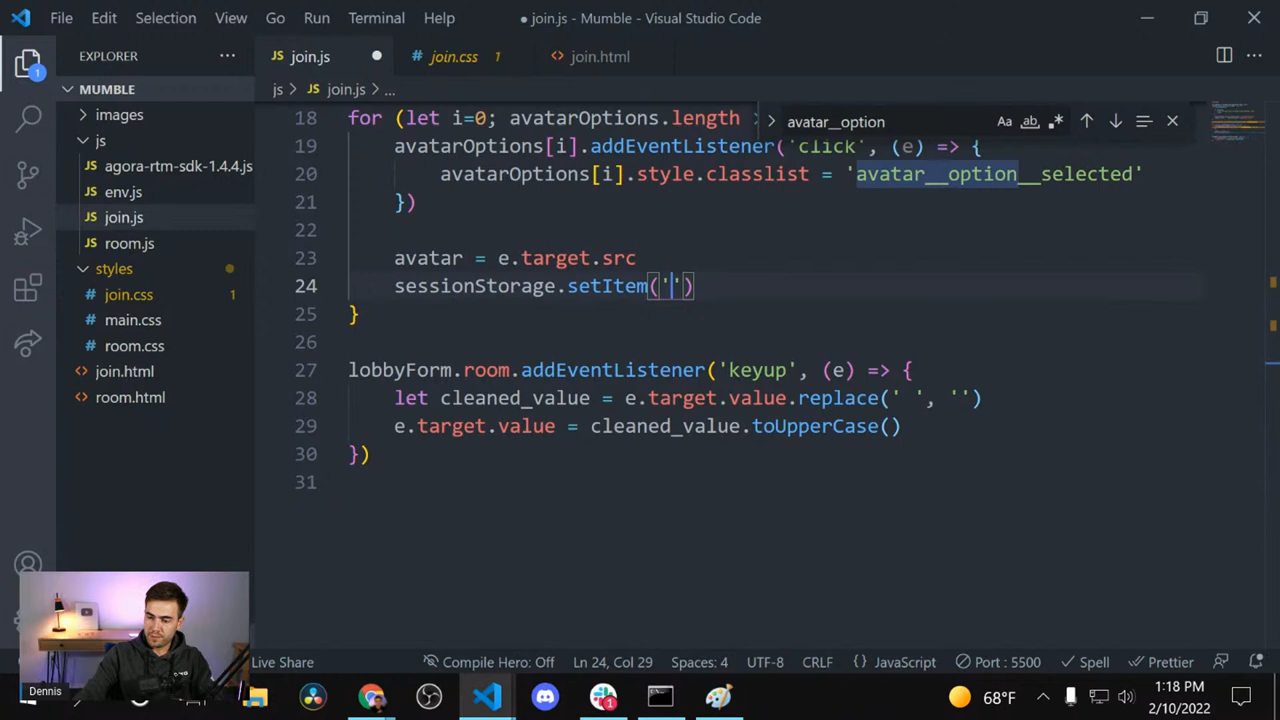 File Edit Selection View Go Run Terminal Help ● join.js - Mumble - Visual Studio Code
EXPLORER ···
JS join.js ● # join.css 1 <> join.html
MUMBLE
js > JS join.js > ...
images
js
JS agora-rtm-sdk-1.4.4.js
JS env.js
JS join.js
JS room.js
styles
# join.css 1
# main.css
# room.css
<> join.html
<> room.html
1
avatar__option Aa ab .*
18 for (let i=0; avatarOptions.length >
19 avatarOptions[i].addEventListener('click', (e) => {
20 avatarOptions[i].style.classlist = 'avatar__option__selected'
21 })
22
23 avatar = e.target.src
24 sessionStorage.setItem('')
25 }
26
27 lobbyForm.room.addEventListener('keyup', (e) => {
28 let cleaned_value = e.target.value.replace(' ', '')
29 e.target.value = cleaned_value.toUpperCase()
30 })
31
Dennis
Live Share Compile Hero: Off Ln 24, Col 29 Spaces: 4 UTF-8 CRLF {} JavaScript Port : 5500 Spell Prettier
1
68°F
1:18 PM
2/10/2022